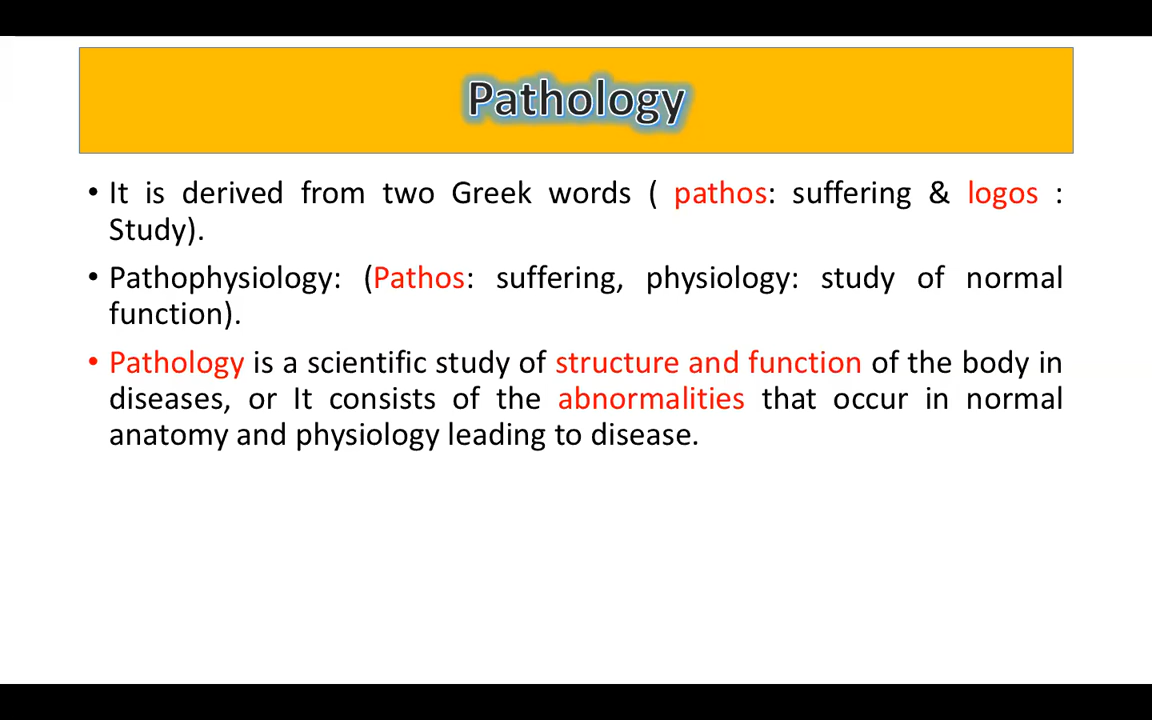 Pathology
• It is derived from two Greek words ( pathos: suffering & logos :
Study).
• Pathophysiology: (Pathos: suffering, physiology: study of normal
function).
• Pathology is a scientific study of structure and function of the body in
diseases, or It consists of the abnormalities that occur in normal
anatomy and physiology leading to disease.